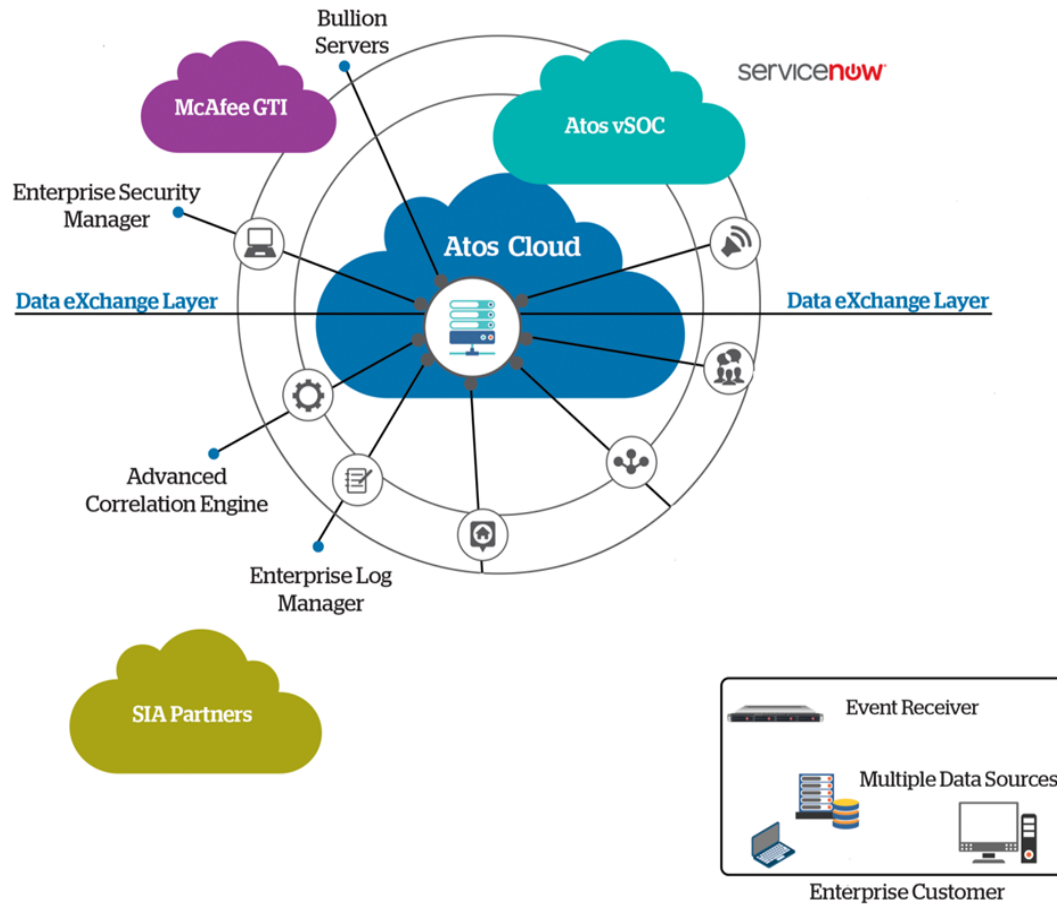 Bullion
Servers
servicenow
McAfee GTI
Atos vSOC
Enterprise Security
Manager
Atos Cloud
Data eXchange Layer
Data eXchange Layer
Advanced
Correlation Engine
Enterprise Log
Manager
SIA Partners
Event Receiver
Multiple Data Sources
Enterprise Customer